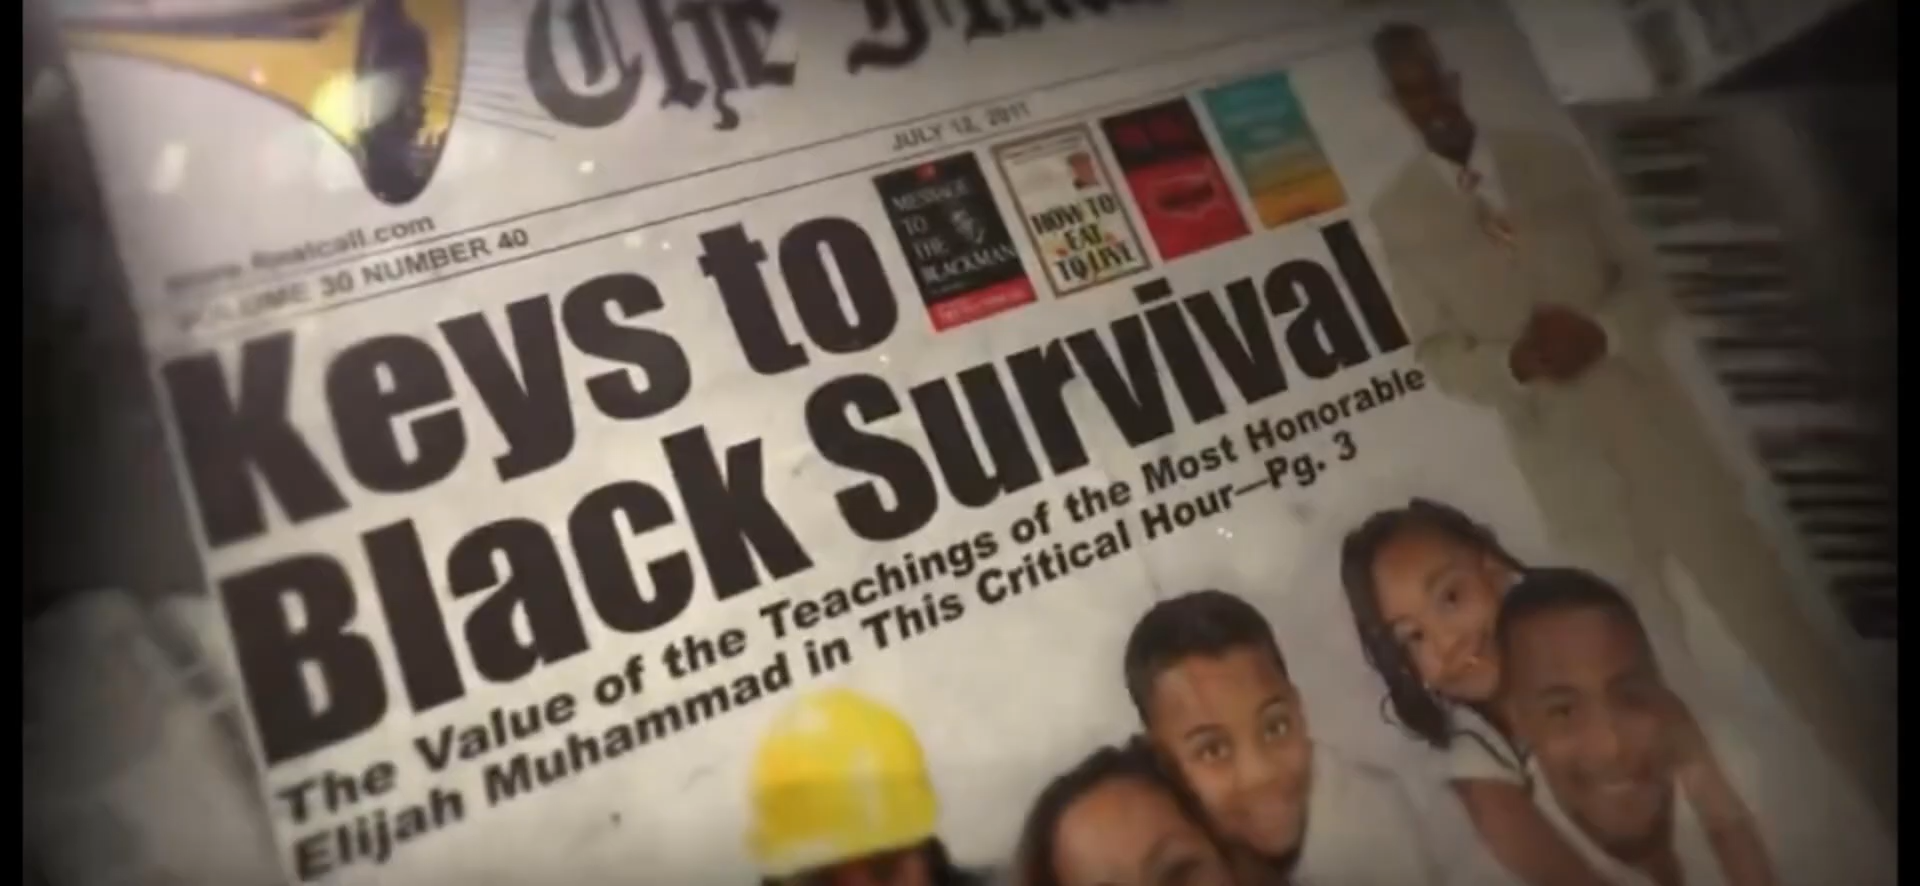 The
www.finalcall.com
VOLUME 30 NUMBER 40
JULY 12, 2011
MESSAGE
TO
THE
BLACKMAN
HOW TO
EAT
TO LIVE
Keys to
Black Survival
The Value of the Teachings of the Most Honorable
Elijah Muhammad in This Critical Hour—Pg. 3